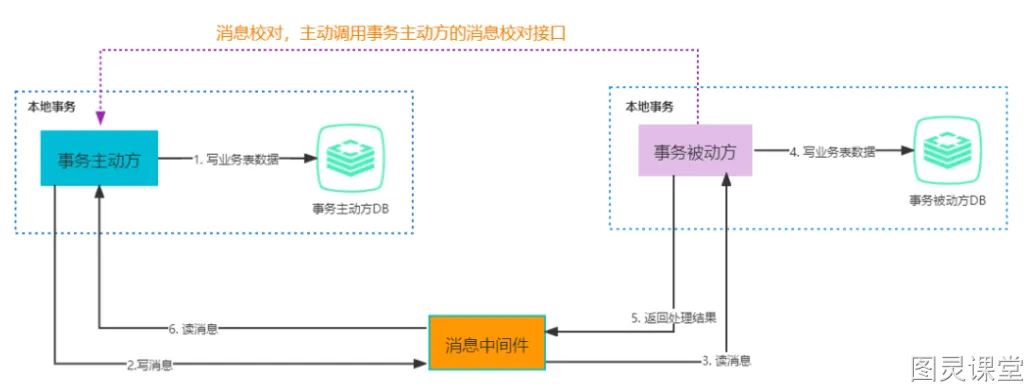 消息校对，主动调用事务主动方的消息校对接口
本地事务
本地事务
事务主动方
1. 写业务表数据
事务主动方DB
事务被动方
4. 写业务表数据
事务被动方DB
6. 读消息
5. 返回处理结果
2.写消息
消息中间件
3. 读消息
图灵课堂